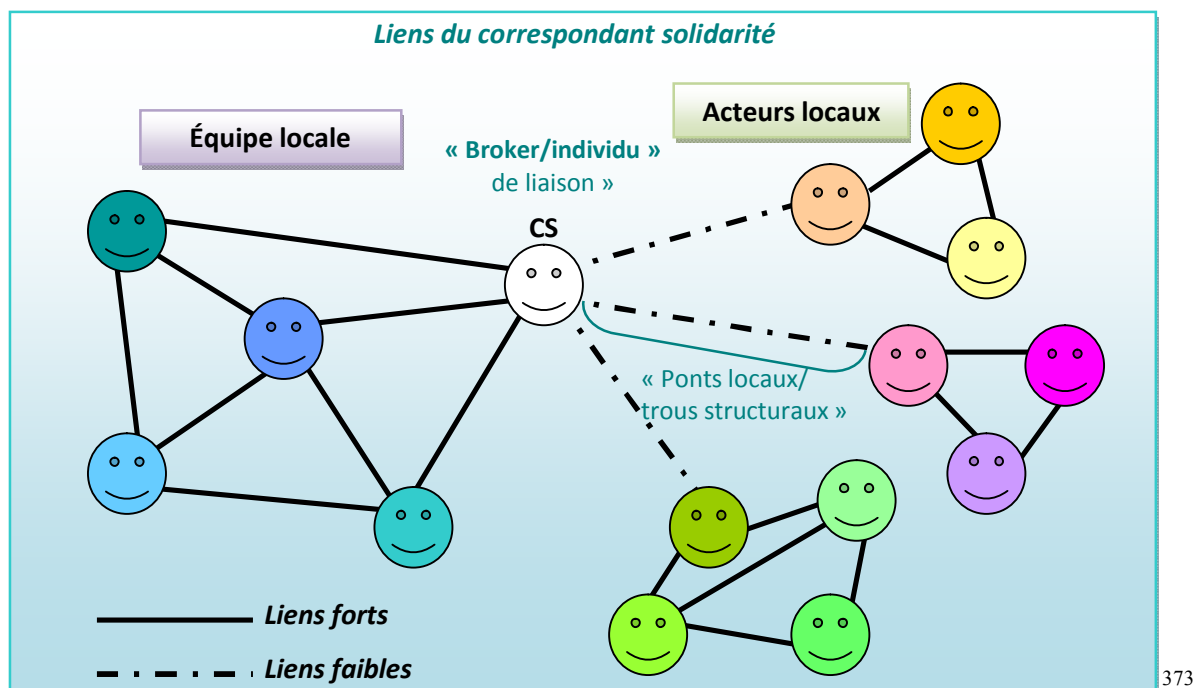 Liens du correspondant solidarité
Équipe locale
Acteurs locaux
« Broker/individu »
de liaison »
CS
« Ponts locaux/
trous structuraux »
Liens forts
Liens faibles
373